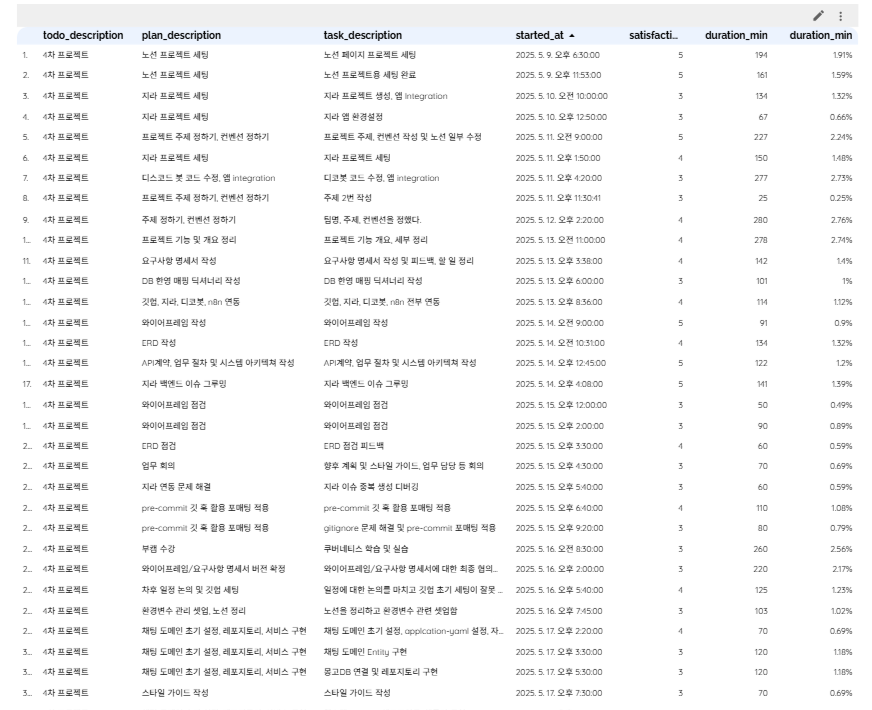 todo_description plan_description task_description started_at satisfacti... duration_min duration_min
1. 4차 프로젝트 노션 프로젝트 세팅 노션 페이지 프로젝트 세팅 2025. 5. 9. 오후 6:30:00 5 194 1.91%
2. 4차 프로젝트 노션 프로젝트 세팅 노션 프로젝트용 세팅 완료 2025. 5. 9. 오후 11:53:00 5 161 1.59%
3. 4차 프로젝트 지라 프로젝트 세팅 지라 프로젝트 생성, 앱 Integration 2025. 5. 10. 오전 10:00:00 3 134 1.32%
4. 4차 프로젝트 지라 프로젝트 세팅 지라 앱 환경설정 2025. 5. 10. 오후 12:50:00 3 67 0.66%
5. 4차 프로젝트 프로젝트 주제 정하기, 컨벤션 정하기 프로젝트 주제, 컨벤션 작성 및 노션 일부 수정 2025. 5. 11. 오전 9:00:00 5 227 2.24%
6. 4차 프로젝트 지라 프로젝트 세팅 지라 프로젝트 세팅 2025. 5. 11. 오후 1:50:00 4 150 1.48%
7. 4차 프로젝트 디스코드 봇 코드 수정, 앱 integration 디코봇 코드 수정, 앱 integration 2025. 5. 11. 오후 4:20:00 3 277 2.73%
8. 4차 프로젝트 프로젝트 주제 정하기, 컨벤션 정하기 주제 2번 작성 2025. 5. 11. 오후 11:30:41 3 25 0.25%
9. 4차 프로젝트 주제 정하기, 컨벤션 정하기 팀명, 주제, 컨벤션을 정했다. 2025. 5. 12. 오후 2:20:00 4 280 2.76%
1... 4차 프로젝트 프로젝트 기능 및 개요 정리 프로젝트 기능 개요, 세부 정리 2025. 5. 13. 오전 11:00:00 4 278 2.74%
11. 4차 프로젝트 요구사항 명세서 작성 요구사항 명세서 작성 및 피드백, 할 일 정리 2025. 5. 13. 오후 3:38:00 4 142 1.4%
1... 4차 프로젝트 DB 한영 매핑 딕셔너리 작성 DB 한영 매핑 딕셔너리 작성 2025. 5. 13. 오후 6:00:00 3 101 1%
1... 4차 프로젝트 깃헙, 지라, 디코봇, n8n 연동 깃헙, 지라, 디코봇, n8n 전부 연동 2025. 5. 13. 오후 8:36:00 4 114 1.12%
1... 4차 프로젝트 와이어프레임 작성 와이어프레임 작성 2025. 5. 14. 오전 9:00:00 5 91 0.9%
1... 4차 프로젝트 ERD 작성 ERD 작성 2025. 5. 14. 오전 10:31:00 4 134 1.32%
1... 4차 프로젝트 API계약, 업무 절차 및 시스템 아키텍쳐 작성 API계약, 업무 절차 및 시스템 아키텍쳐 작성 2025. 5. 14. 오후 12:45:00 5 122 1.2%
17. 4차 프로젝트 지라 백엔드 이슈 그루밍 지라 백엔드 이슈 그루밍 2025. 5. 14. 오후 4:08:00 5 141 1.39%
1... 4차 프로젝트 와이어프레임 점검 와이어프레임 점검 2025. 5. 15. 오후 12:00:00 3 50 0.49%
1... 4차 프로젝트 와이어프레임 점검 와이어프레임 점검 2025. 5. 15. 오후 2:00:00 3 90 0.89%
2... 4차 프로젝트 ERD 점검 ERD 점검 피드백 2025. 5. 15. 오후 3:30:00 4 60 0.59%
2... 4차 프로젝트 업무 회의 향후 계획 및 스타일 가이드, 업무 담당 등 회의 2025. 5. 15. 오후 4:30:00 3 70 0.69%
2... 4차 프로젝트 지라 연동 문제 해결 지라 이슈 중복 생성 디버깅 2025. 5. 15. 오후 5:40:00 3 60 0.59%
2... 4차 프로젝트 pre-commit 깃 훅 활용 포매팅 적용 pre-commit 깃 훅 활용 포매팅 적용 2025. 5. 15. 오후 6:40:00 4 110 1.08%
2... 4차 프로젝트 pre-commit 깃 훅 활용 포매팅 적용 gitignore 문제 해결 및 pre-commit 포매팅 적용 2025. 5. 15. 오후 9:20:00 3 80 0.79%
2... 4차 프로젝트 부캠 수강 쿠버네티스 학습 및 실습 2025. 5. 16. 오전 8:30:00 3 260 2.56%
2... 4차 프로젝트 와이어프레임/요구사항 명세서 버전 확정 와이어프레임/요구사항 명세서에 대한 최종 협의... 2025. 5. 16. 오후 2:00:00 3 220 2.17%
2... 4차 프로젝트 차후 일정 논의 및 깃헙 세팅 일정에 대한 논의를 마치고 깃헙 초기 세팅이 잘못 ... 2025. 5. 16. 오후 5:40:00 4 125 1.23%
2... 4차 프로젝트 환경변수 관리 셋업, 노션 정리 노션을 정리하고 환경변수 관련 셋업함 2025. 5. 16. 오후 7:45:00 3 103 1.02%
2... 4차 프로젝트 채팅 도메인 초기 설정, 레포지토리, 서비스 구현 채팅 도메인 초기 설정, applcation-yaml 설정, 자... 2025. 5. 17. 오후 2:20:00 4 70 0.69%
3... 4차 프로젝트 채팅 도메인 초기 설정, 레포지토리, 서비스 구현 채팅 도메인 Entity 구현 2025. 5. 17. 오후 3:30:00 3 120 1.18%
3... 4차 프로젝트 채팅 도메인 초기 설정, 레포지토리, 서비스 구현 몽고DB 연결 및 레포지토리 구현 2025. 5. 17. 오후 5:30:00 3 120 1.18%
3... 4차 프로젝트 스타일 가이드 작성 스타일 가이드 작성 2025. 5. 17. 오후 7:30:00 3 70 0.69%